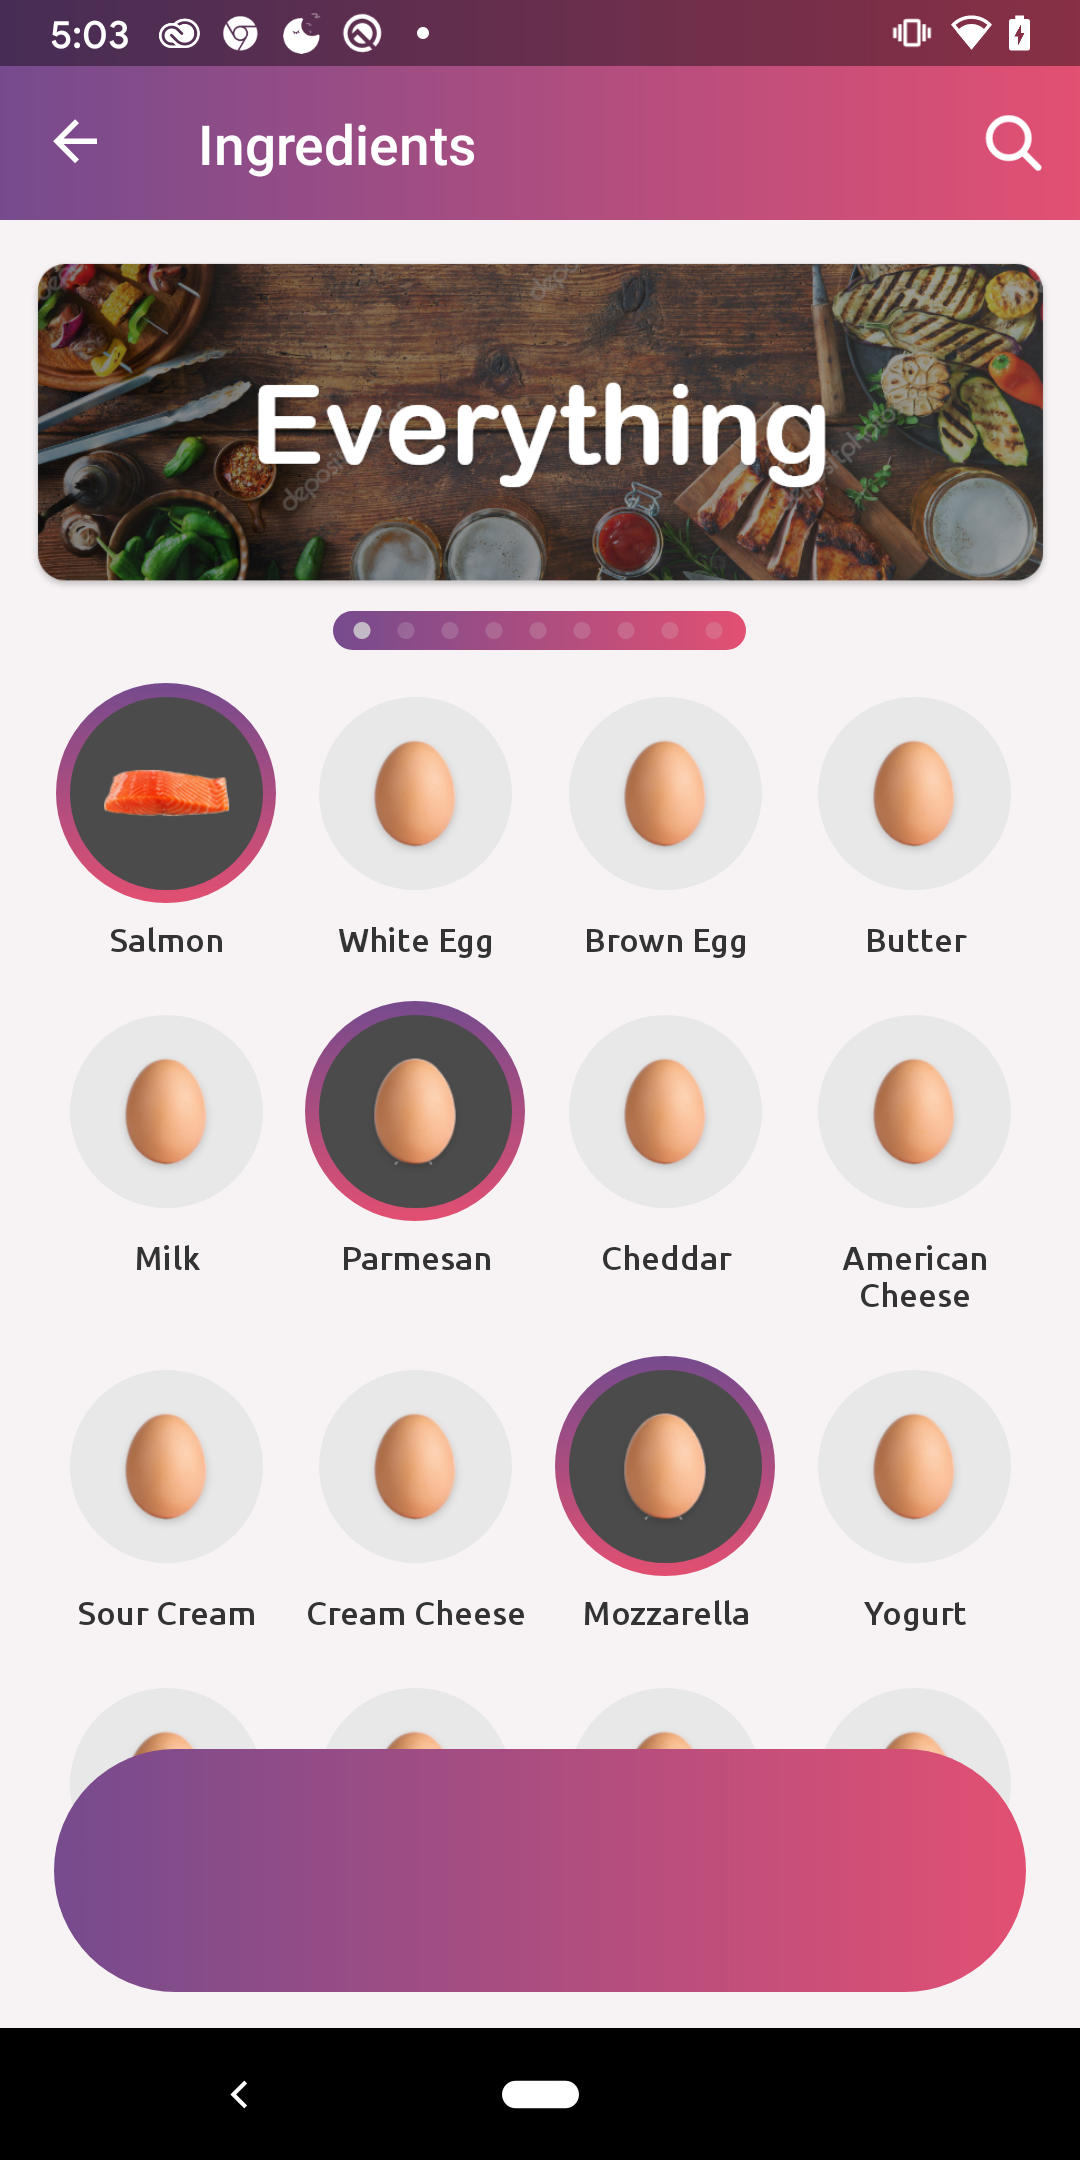 5:03
Ingredients
Everything
Salmon
White Egg
Brown Egg
Butter
Milk
Parmesan
Cheddar
American
Cheese
Sour Cream
Cream Cheese
Mozzarella
Yogurt